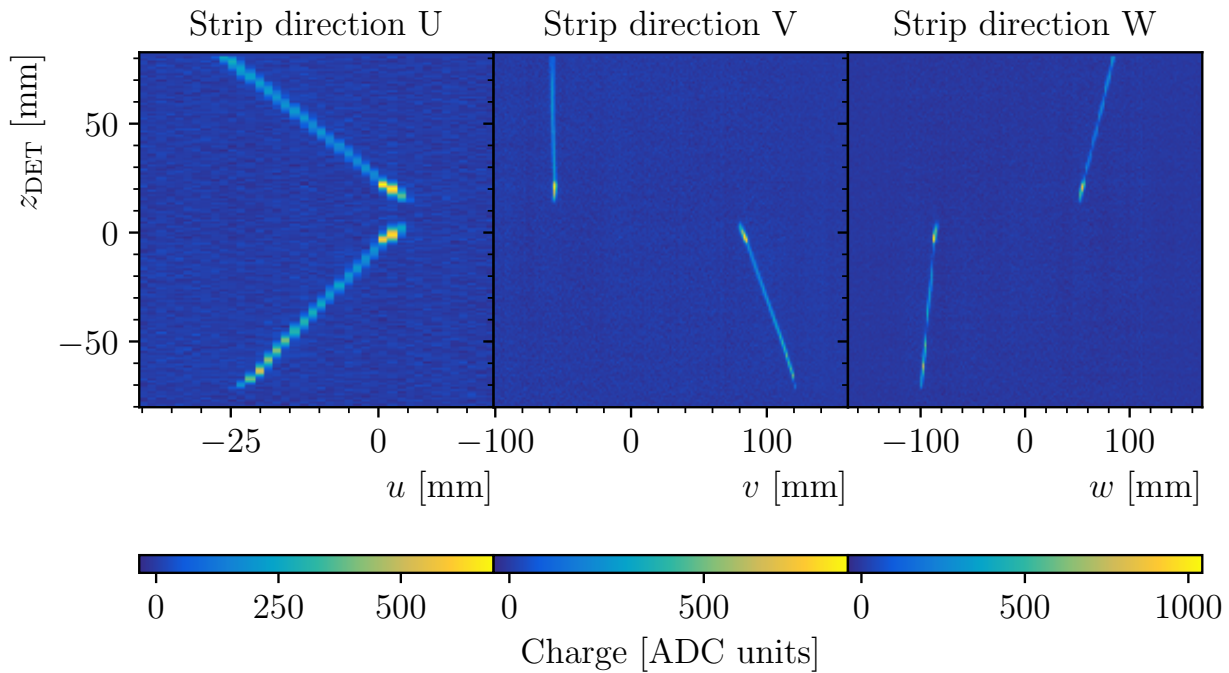 Strip direction U Strip direction V Strip direction W
z_DET [mm]
50
0
−50
−25 0 −100 0 100 −100 0 100
u [mm] v [mm] w [mm]
0 250 500 0 500 0 500 1000
Charge [ADC units]